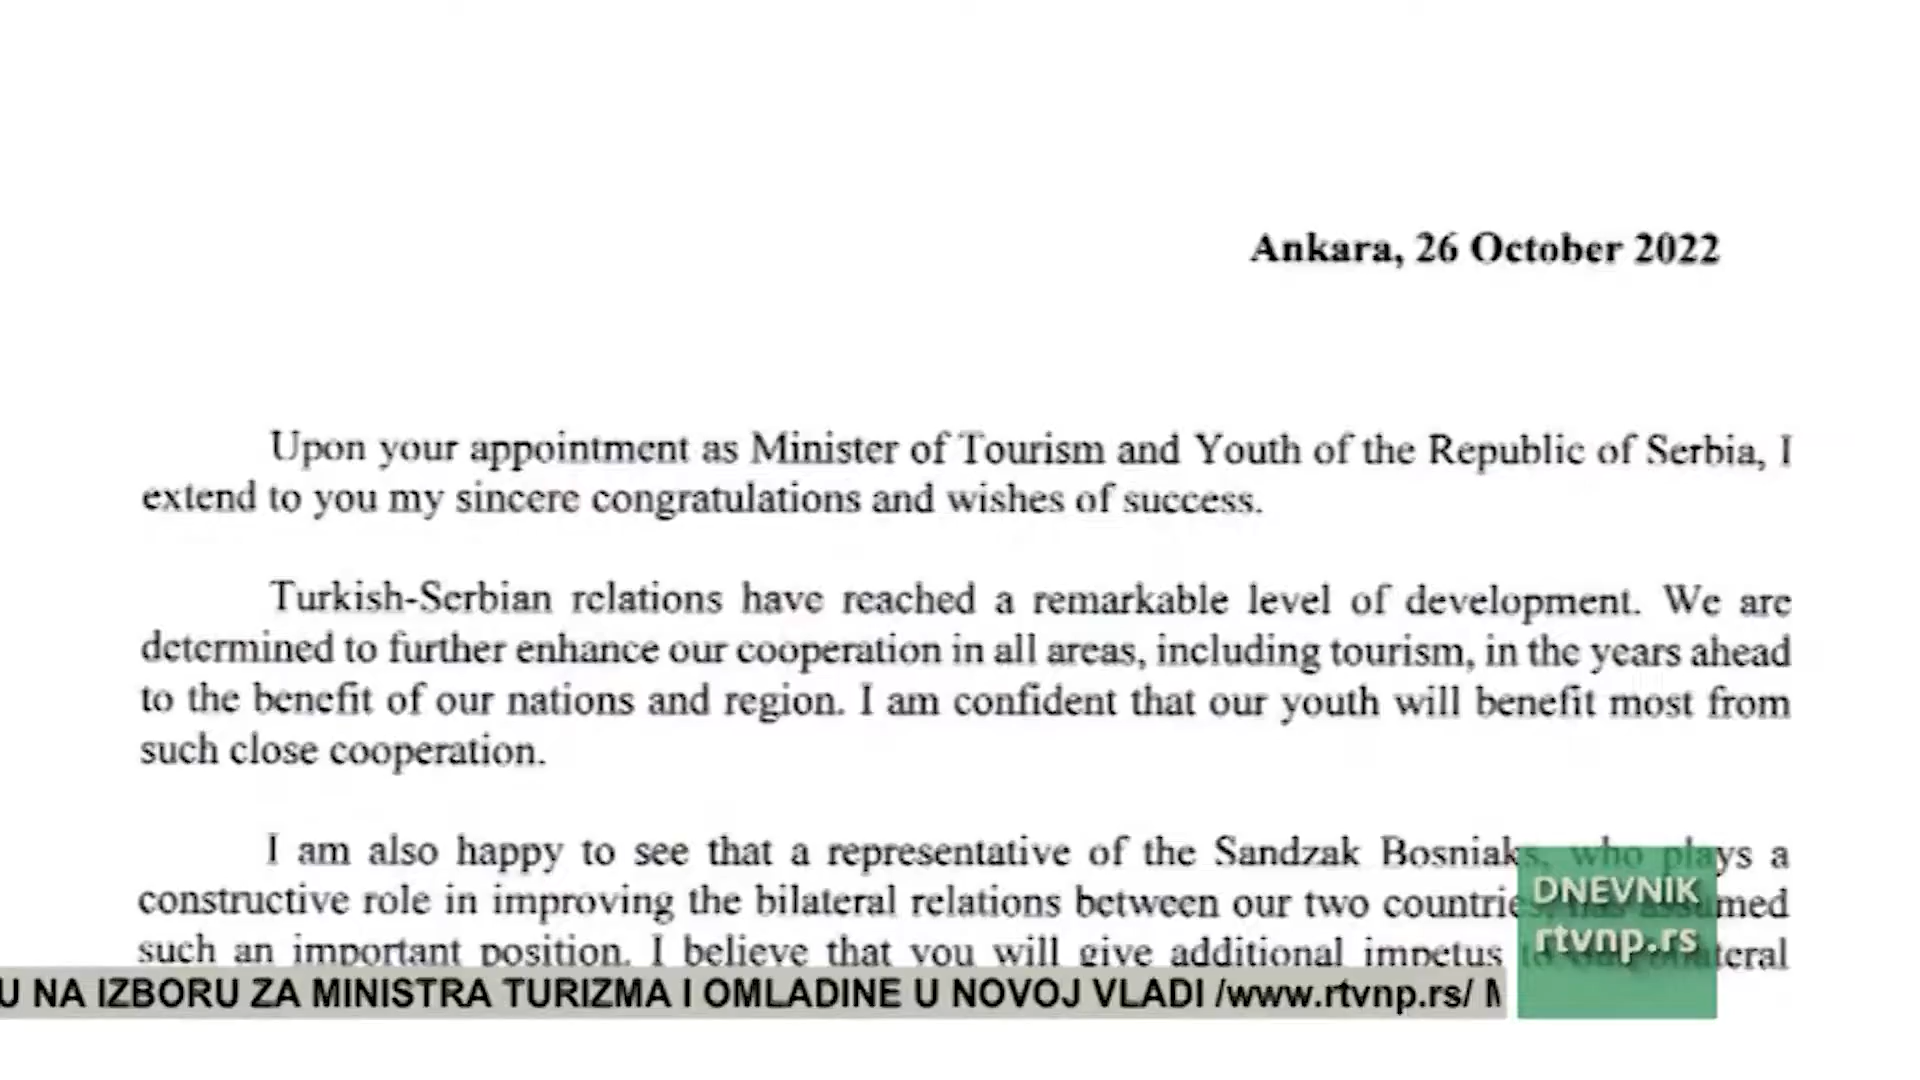 Ankara, 26 October 2022
Upon your appointment as Minister of Tourism and Youth of the Republic of Serbia, I
extend to you my sincere congratulations and wishes of success.
Turkish-Serbian relations have reached a remarkable level of development. We are
determined to further enhance our cooperation in all areas, including tourism, in the years ahead
to the benefit of our nations and region. I am confident that our youth will benefit most from
such close cooperation.
I am also happy to see that a representative of the Sandzak Bosniaks, who plays a
constructive role in improving the bilateral relations between our two countries, has assumed
such an important position. I believe that you will give additional impetus to our bilateral
DNEVNIK
rtvnp.rs
U NA IZBORU ZA MINISTRA TURIZMA I OMLADINE U NOVOJ VLADI /www.rtvnp.rs/